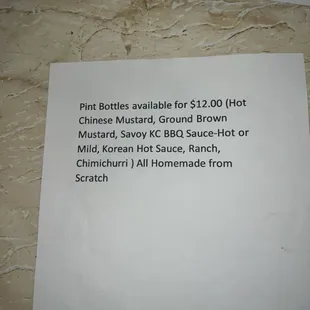 Pint Bottles available for $12.00 (Hot
Chinese Mustard, Ground Brown
Mustard, Savoy KC BBQ Sauce-Hot or
Mild, Korean Hot Sauce, Ranch,
Chimichurri ) All Homemade from
Scratch